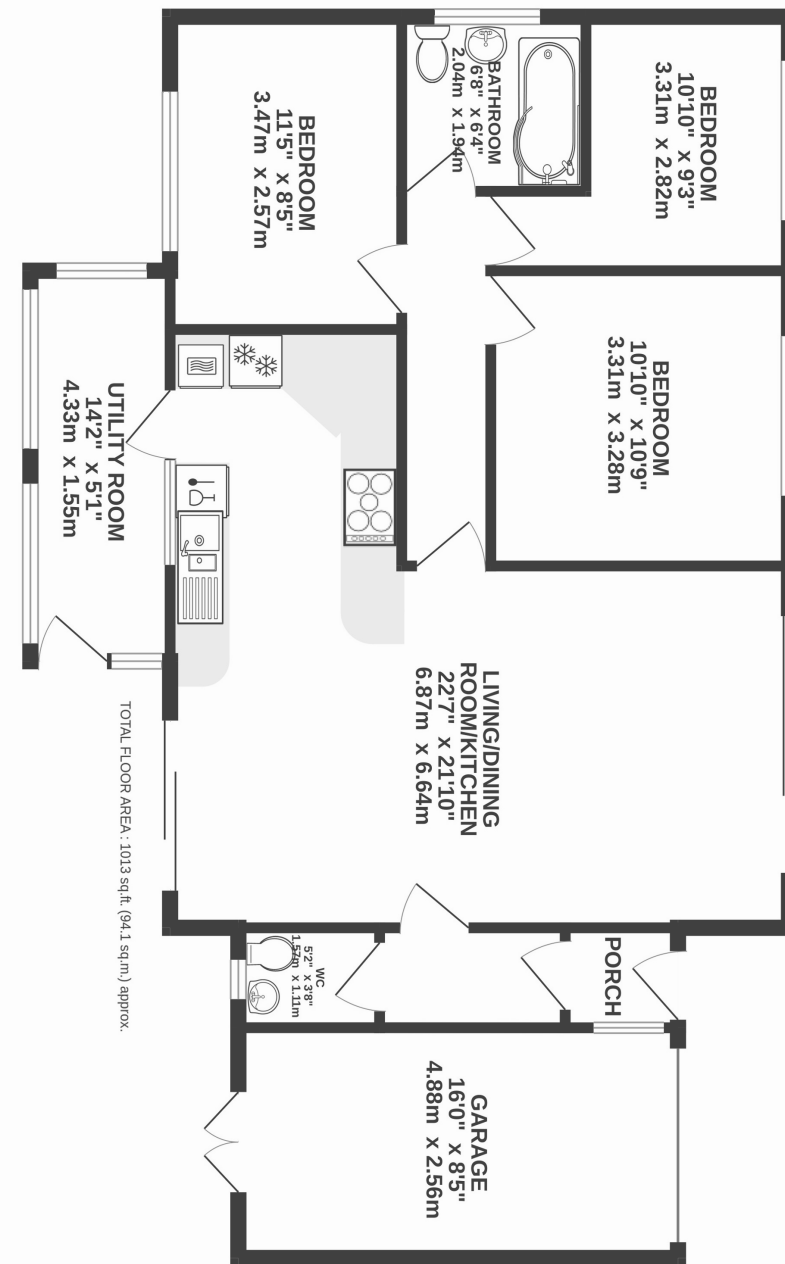 BEDROOM
11'5" x 8'5"
3.47m x 2.57m
BATHROOM
6'8" x 6'4"
2.04m x 1.94m
BEDROOM
10'10" x 9'3"
3.31m x 2.82m
BEDROOM
10'10" x 10'9"
3.31m x 3.28m
UTILITY ROOM
14'2" x 5'1"
4.33m x 1.55m
LIVING/DINING
ROOM/KITCHEN
22'7" x 21'10"
6.87m x 6.64m
WC
5'2" x 3'8"
1.57m x 1.11m
PORCH
GARAGE
16'0" x 8'5"
4.88m x 2.56m
TOTAL FLOOR AREA : 1013 sq.ft. (94.1 sq.m.) approx.